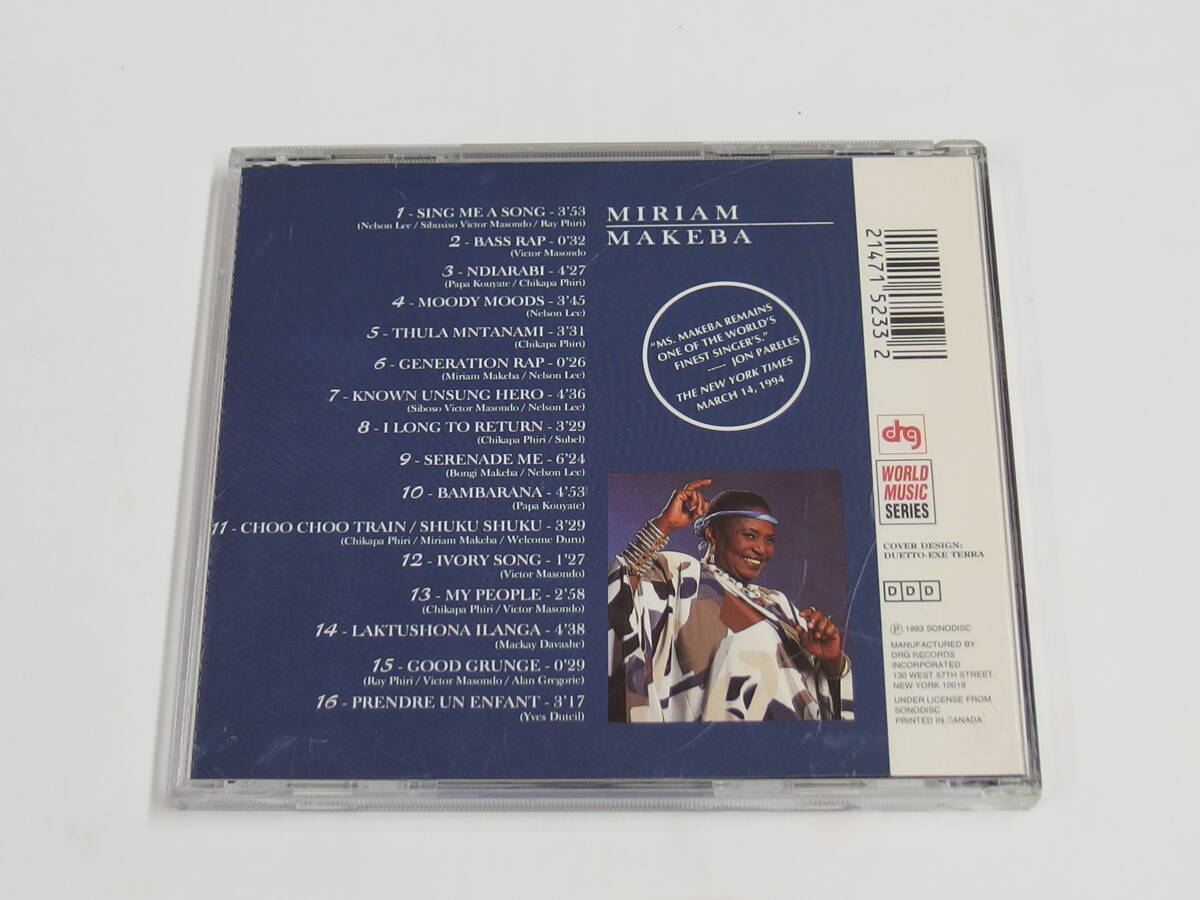 1 - SING ME A SONG - 3'53
(Nelson Lee / Sibusiso Victor Masondo / Ray Phiri)
2 - BASS RAP - 0'32
(Victor Masondo
3 - NDIARABI - 4'27
(Papa Kouyate / Chikapa Phiri)
4 - MOODY MOODS - 3'45
(Nelson Lee)
5 - THULA MNTANAMI - 3'31
(Chikapa Phiri)
6 - GENERATION RAP - 0'26
(Miriam Makeba / Nelson Lee)
7 - KNOWN UNSUNG HERO - 4'36
(Siboso Victor Masondo / Nelson Lee)
8 - I LONG TO RETURN - 3'29
(Chikapa Phiri / Subel)
9 - SERENADE ME - 6'24
(Bongi Makeba / Nelson Lee)
10 - BAMBARANA - 4'53
(Papa Kouyate)
11 - CHOO CHOO TRAIN / SHUKU SHUKU - 3'29
(Chikapa Phiri / Miriam Makeba / Welcome Duru)
12 - IVORY SONG - 1'27
(Victor Masondo)
13 - MY PEOPLE - 2'58
(Chikapa Phiri / Victor Masondo)
14 - LAKTUSHONA ILANGA - 4'38
(Mackay Davashe)
15 - GOOD GRUNGE - 0'29
(Ray Phiri / Victor Masondo / Alan Gregorie)
16 - PRENDRE UN ENFANT - 3'17
(Yves Duteil)
MIRIAM
MAKEBA
"MS. MAKEBA REMAINS
ONE OF THE WORLD'S
FINEST SINGER'S."
----- JON PARELES
THE NEW YORK TIMES
MARCH 14, 1994
21471 5233 2
drg
WORLD
MUSIC
SERIES
COVER DESIGN:
DUETTO-EXE TERRA
DDD
℗ 1993 SONODISC
MANUFACTURED BY
DRG RECORDS
INCORPORATED
130 WEST 57TH STREET,
NEW YORK 10019
UNDER LICENSE FROM
SONODISC
PRINTED IN CANADA